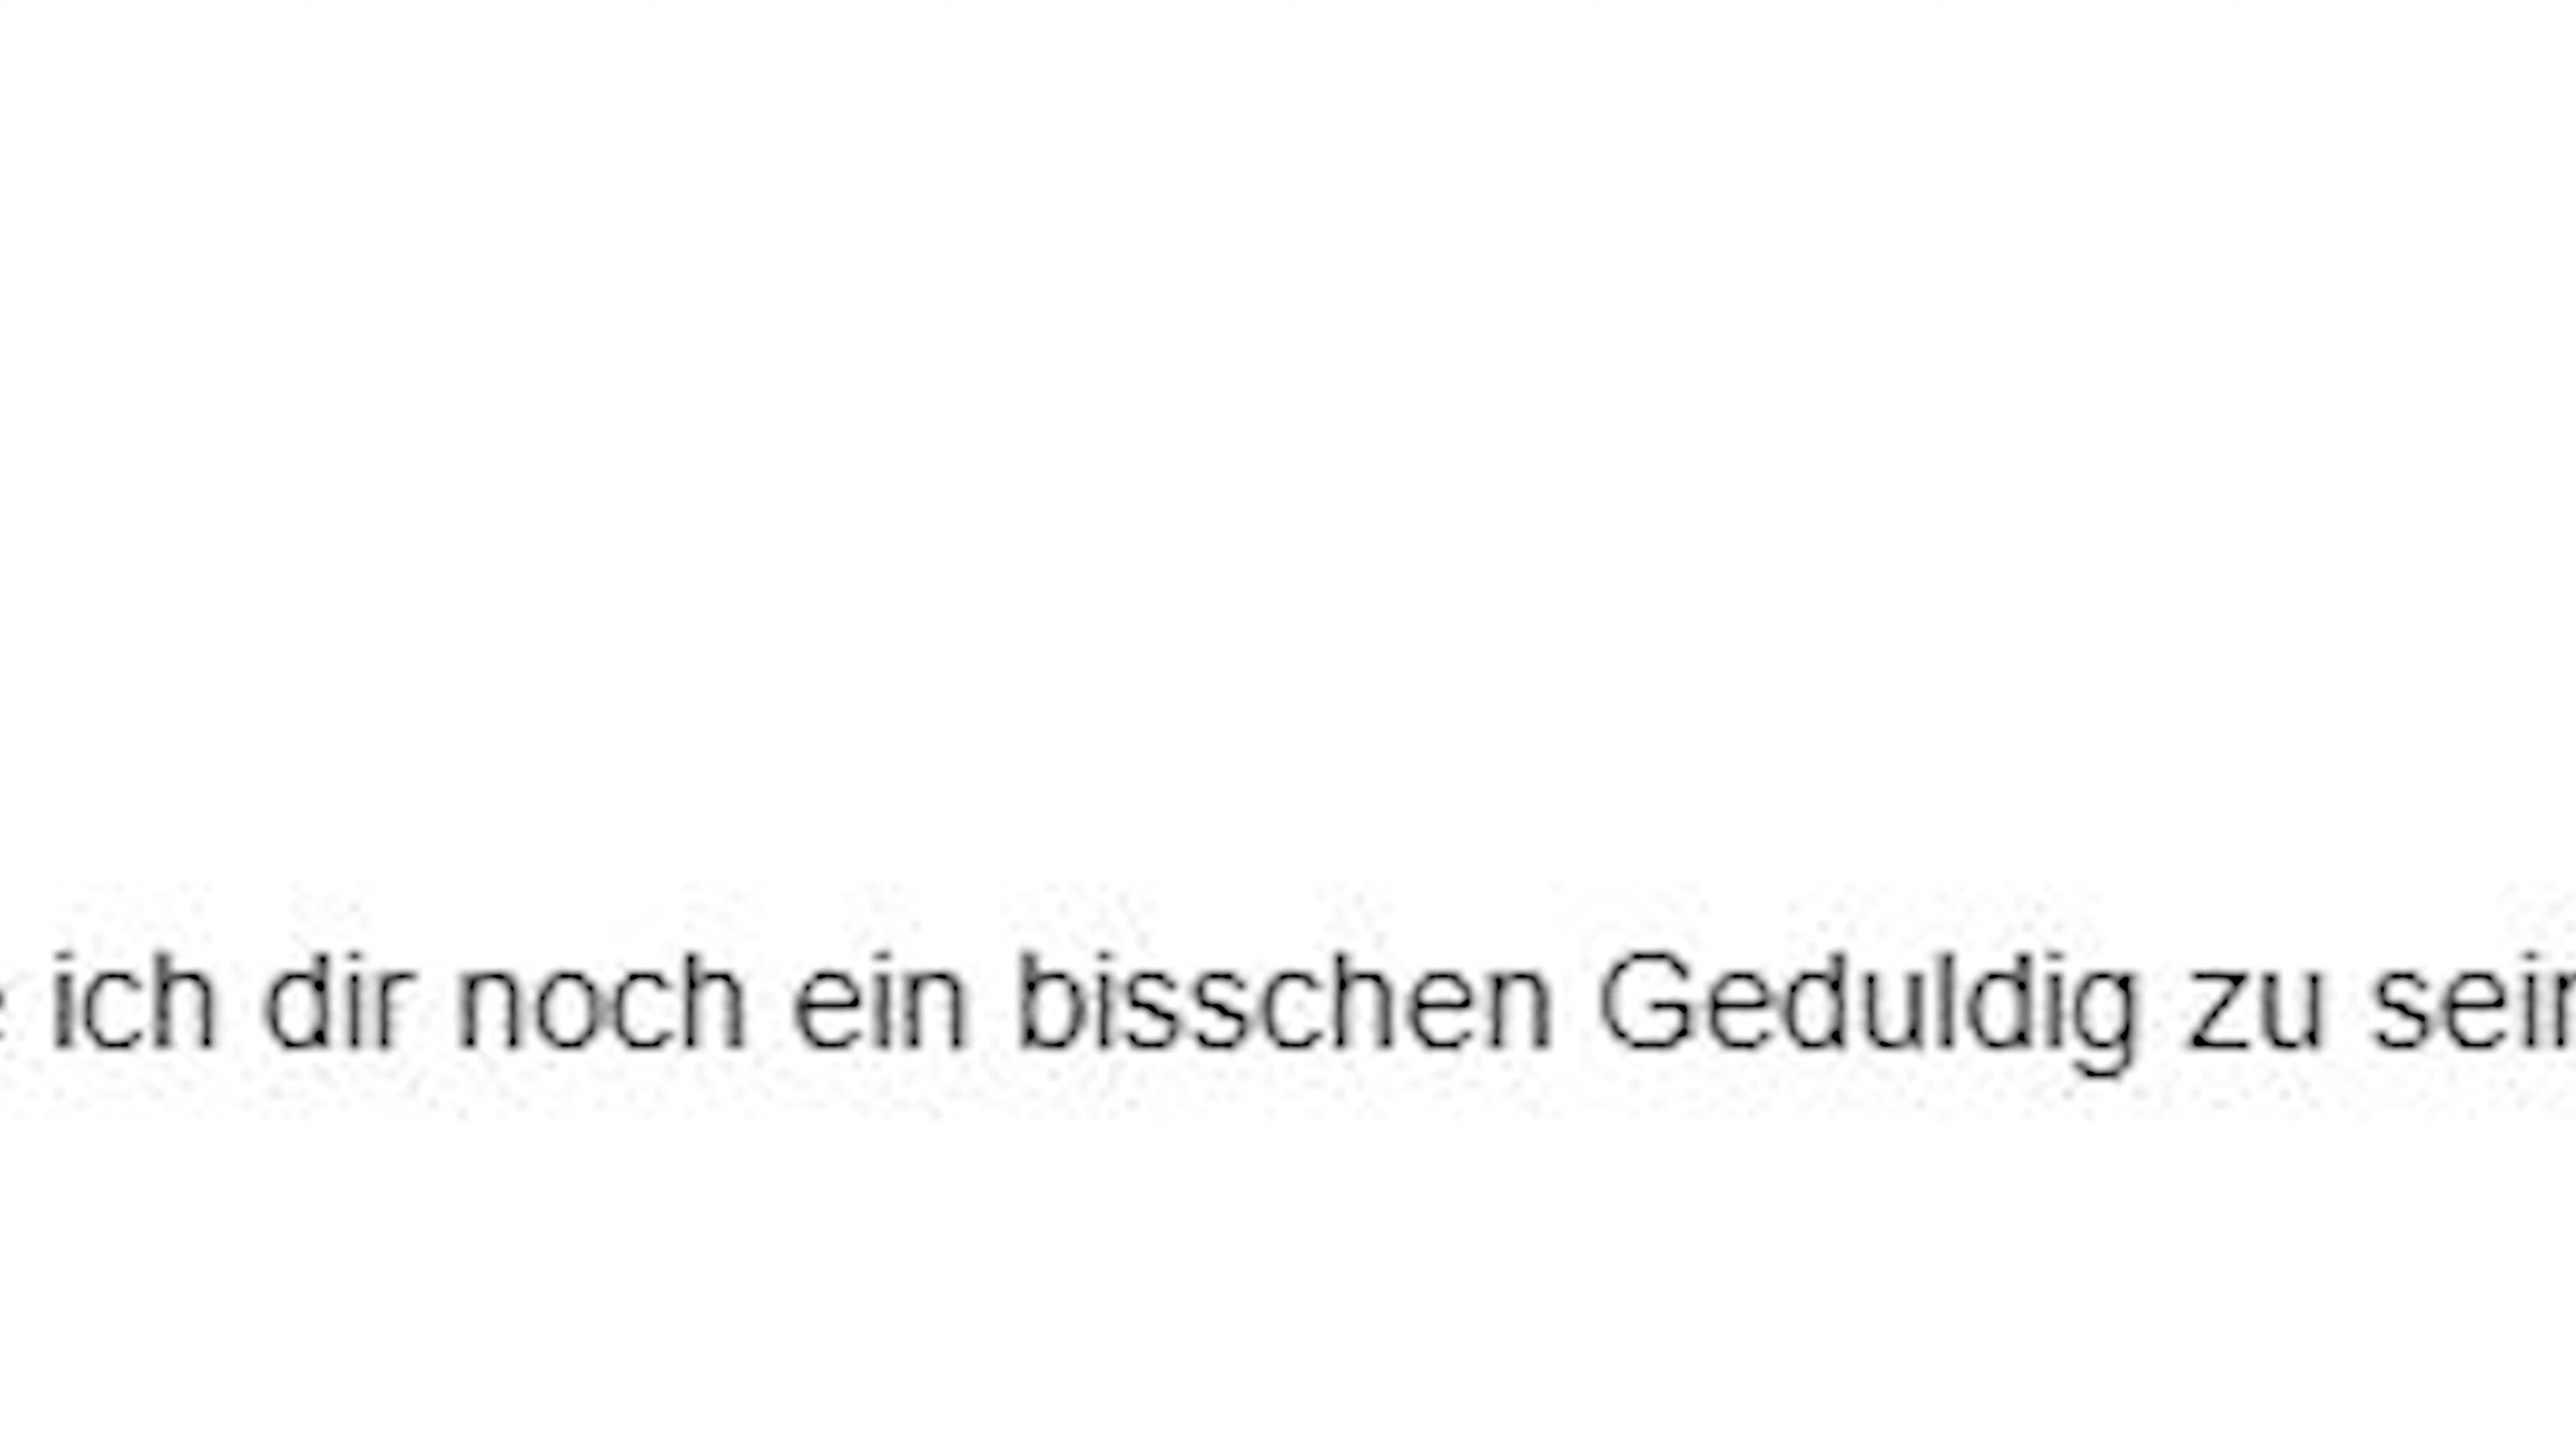 ich dir noch ein bisschen Geduldig zu sein